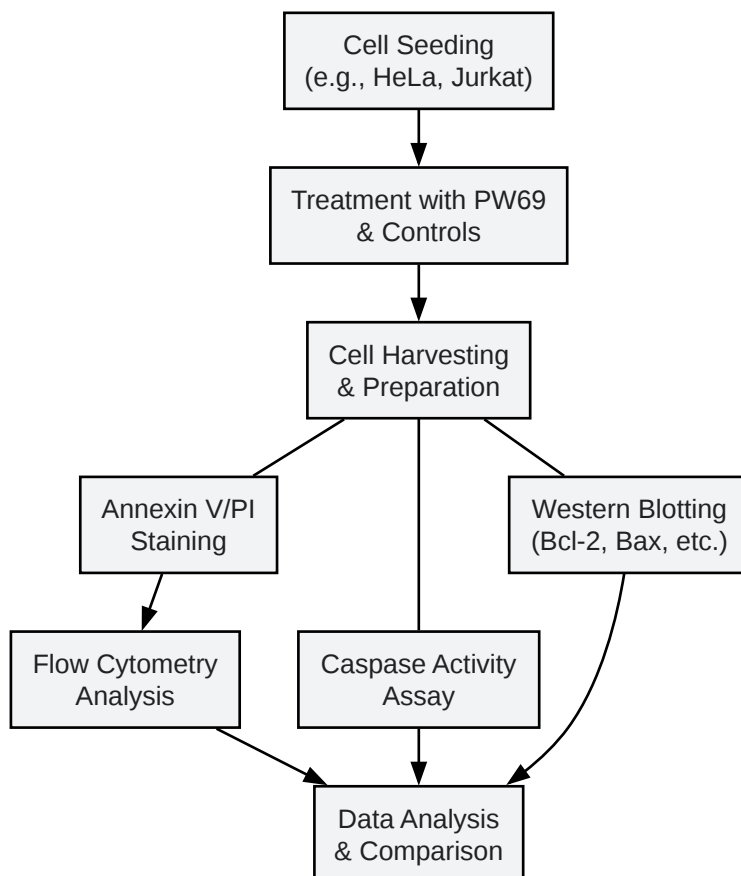 Cell Seeding
(e.g., HeLa, Jurkat)
Treatment with PW69
& Controls
Cell Harvesting
& Preparation
Annexin V/PI
Staining
Western Blotting
(Bcl-2, Bax, etc.)
Flow Cytometry
Analysis
Caspase Activity
Assay
Data Analysis
& Comparison